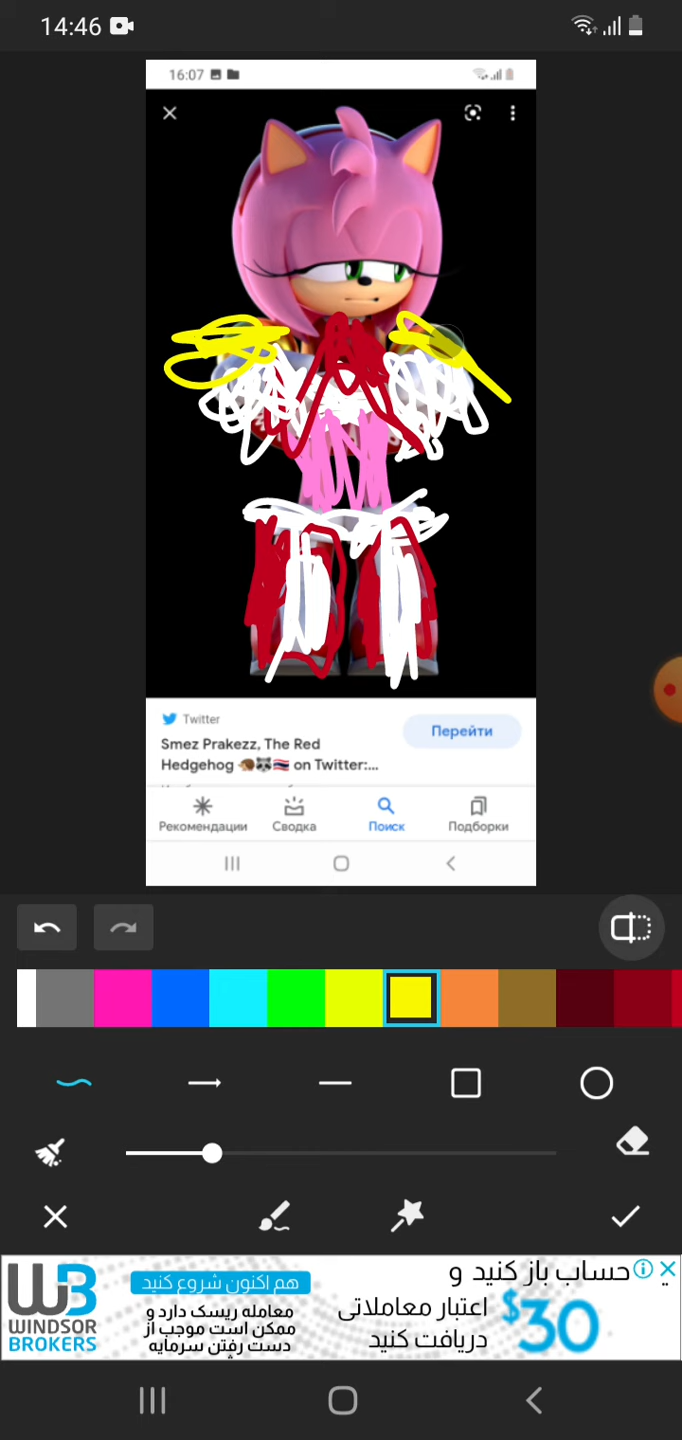 14:46
16:07
Twitter
Smez Prakezz, The Red
Hedgehog 🦔🦝🇹🇭 on Twitter:...
Перейти
Рекомендации
Сводка
Поиск
Подборки
WB
WINDSOR
BROKERS
هم اکنون شروع کنید
معامله ریسک دارد و
ممکن است موجب از
دست رفتن سرمایه
حساب باز کنید و
اعتبار معاملاتی
$30
دریافت کنید